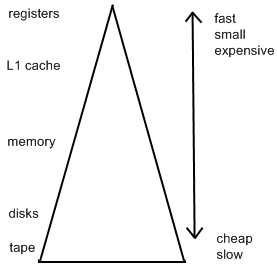 registers
L1 cache
memory
disks
tape
fast
small
expensive
cheap
slow